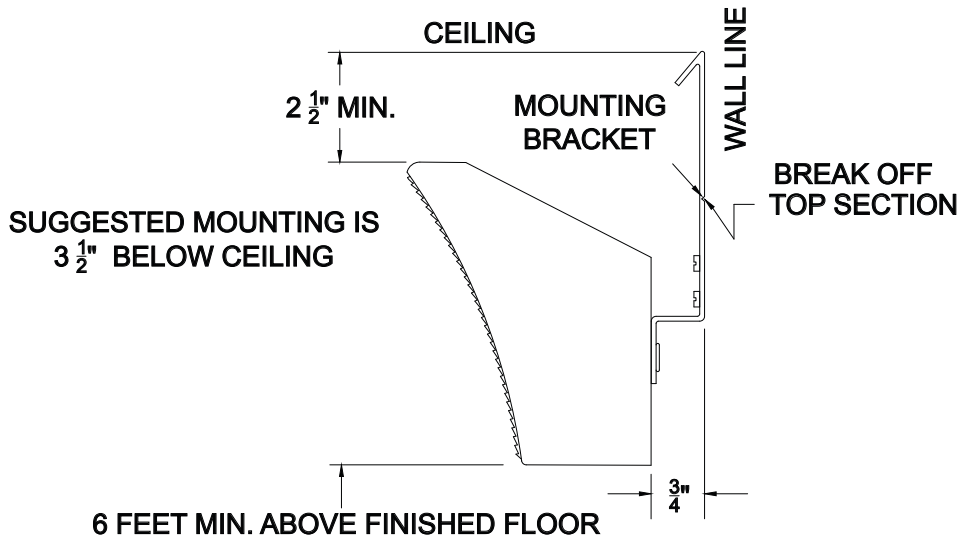 CEILING
WALL LINE
2 1/2" MIN.
MOUNTING
BRACKET
BREAK OFF
TOP SECTION
SUGGESTED MOUNTING IS
3 1/2" BELOW CEILING
3/4"
6 FEET MIN. ABOVE FINISHED FLOOR